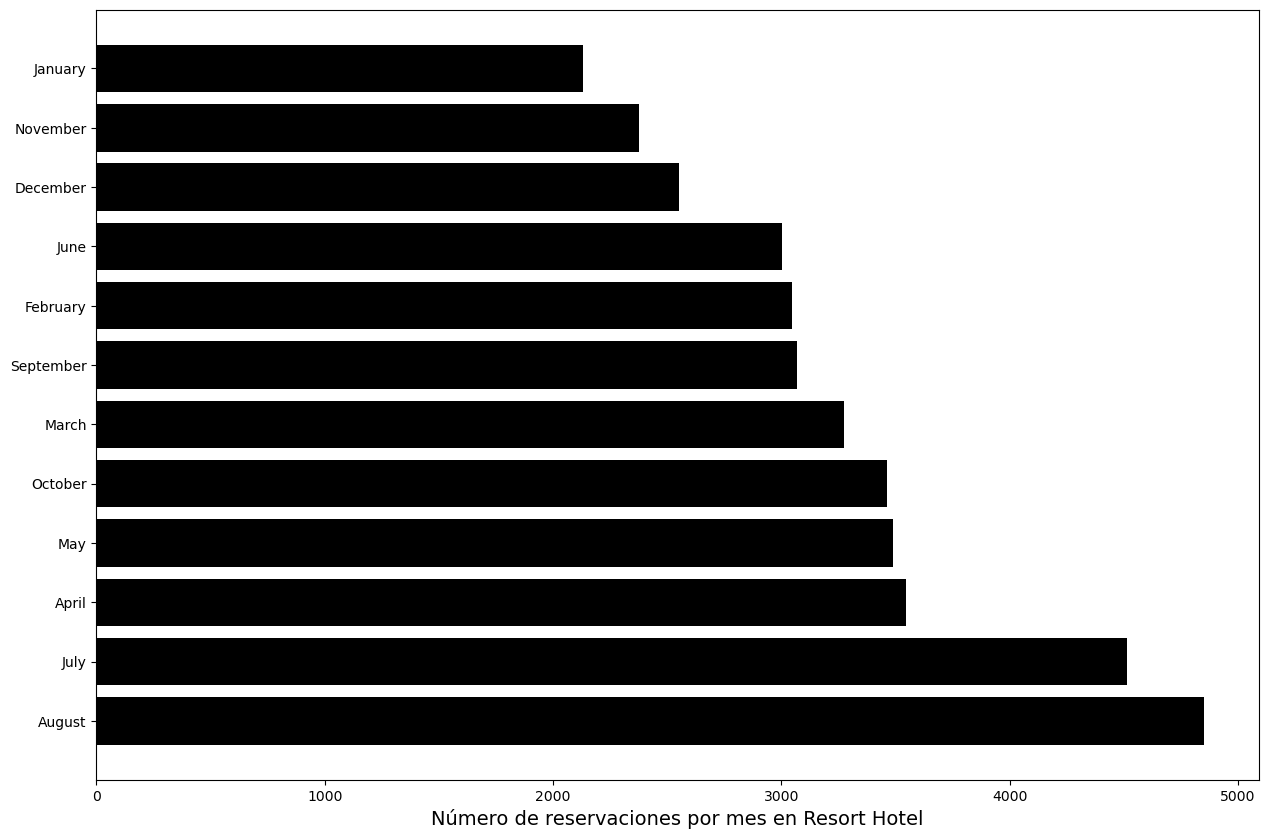 January
November
December
June
February
September
March
October
May
April
July
August
0 1000 2000 3000 4000 5000
Número de reservaciones por mes en Resort Hotel